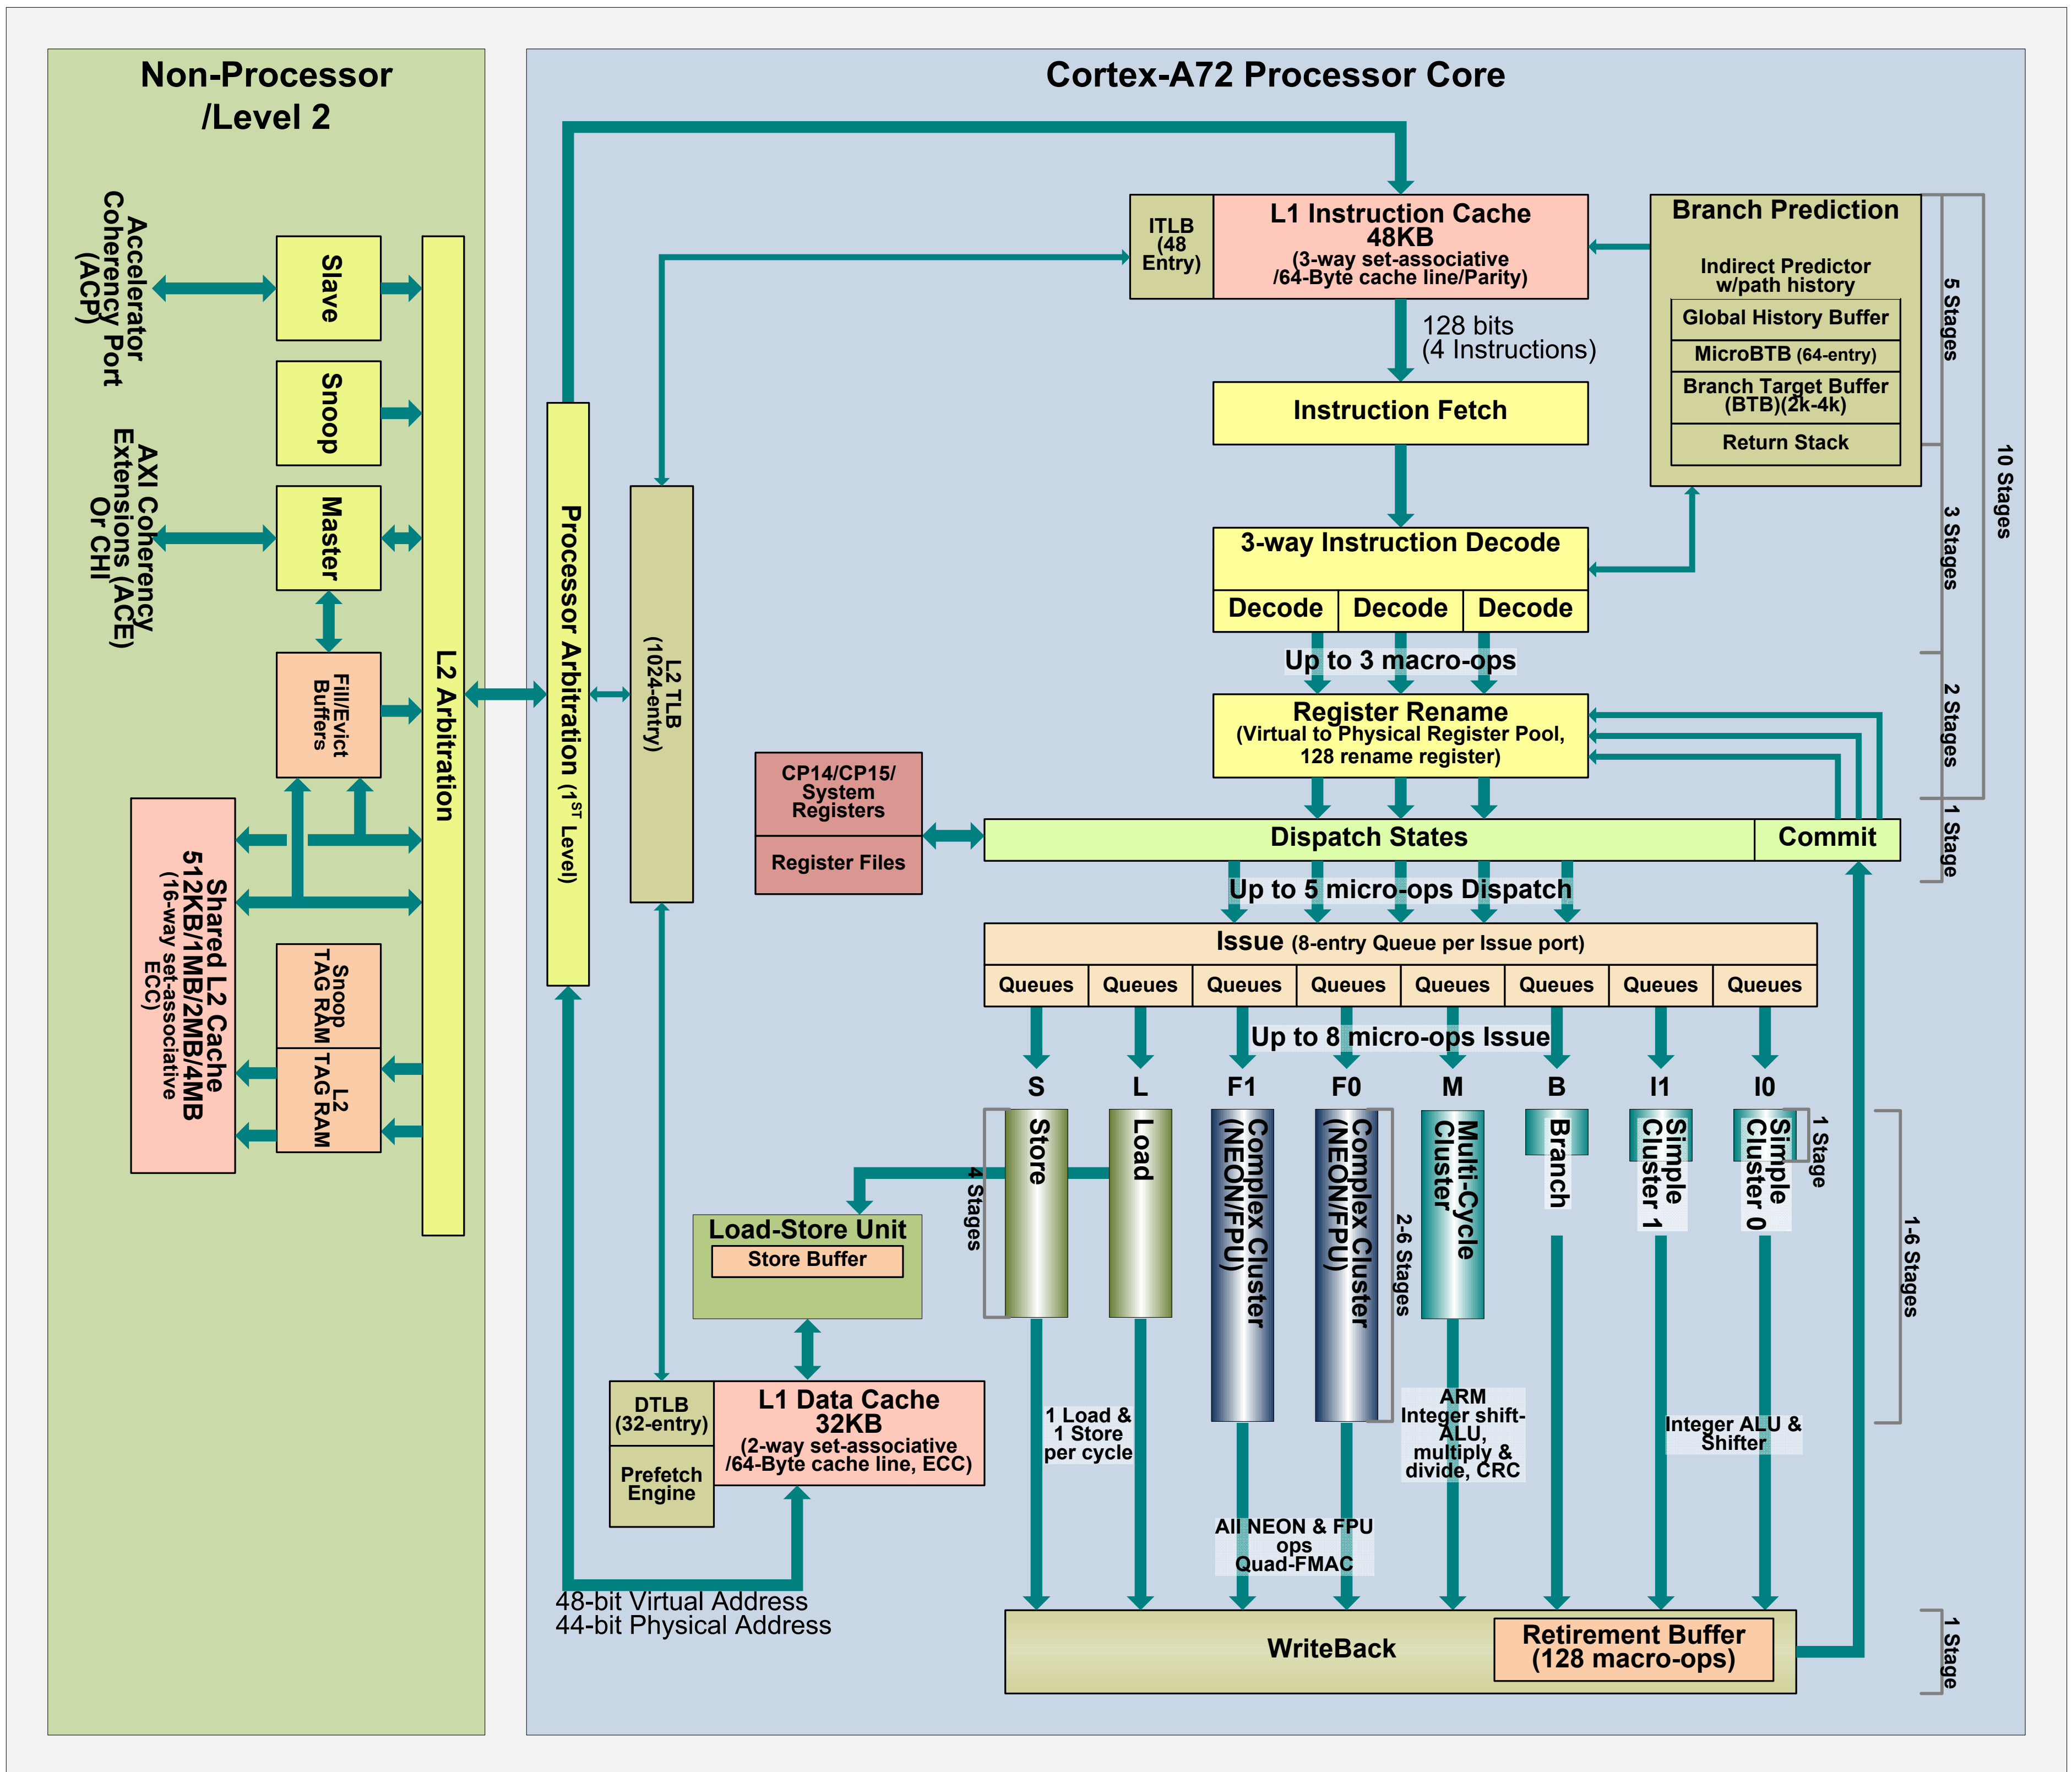 Non-Processor
/Level 2
Accelerator
Coherency Port
(ACP)
Slave
Snoop
AXI Coherency
Extensions (ACE)
Or CHI
Master
Fill/Evict
Buffers
L2 Arbitration
Shared L2 Cache
512KB/1MB/2MB/4MB
(16-way set-associative
ECC)
Snoop
TAG RAM
L2
TAG RAM
Cortex-A72 Processor Core
Processor Arbitration (1ST Level)
L2 TLB
(1024-entry)
ITLB
(48
Entry)
L1 Instruction Cache
48KB
(3-way set-associative
/64-Byte cache line/Parity)
Branch Prediction
Indirect Predictor
w/path history
Global History Buffer
MicroBTB (64-entry)
Branch Target Buffer
(BTB)(2k-4k)
Return Stack
5 Stages
3 Stages
2 Stages
10 Stages
1 Stage
128 bits
(4 Instructions)
Instruction Fetch
3-way Instruction Decode
Decode
Decode
Decode
Up to 3 macro-ops
Register Rename
(Virtual to Physical Register Pool,
128 rename register)
CP14/CP15/
System
Registers
Register Files
Dispatch States
Commit
Up to 5 micro-ops Dispatch
Issue (8-entry Queue per Issue port)
Queues
Queues
Queues
Queues
Queues
Queues
Queues
Queues
Up to 8 micro-ops Issue
S
L
F1
F0
M
B
I1
I0
4 Stages
Store
Load
Complex Cluster
(NEON/FPU)
Complex Cluster
(NEON/FPU)
2-6 Stages
Multi-Cycle
Cluster
Branch
Simple
Cluster 1
Simple
Cluster 0
1 Stage
1-6 Stages
Load-Store Unit
Store Buffer
DTLB
(32-entry)
Prefetch
Engine
L1 Data Cache
32KB
(2-way set-associative
/64-Byte cache line, ECC)
1 Load &
1 Store
per cycle
ARM
Integer shift-
ALU,
multiply &
divide, CRC
Integer ALU &
Shifter
All NEON & FPU
ops
Quad-FMAC
48-bit Virtual Address
44-bit Physical Address
WriteBack
Retirement Buffer
(128 macro-ops)
1 Stage